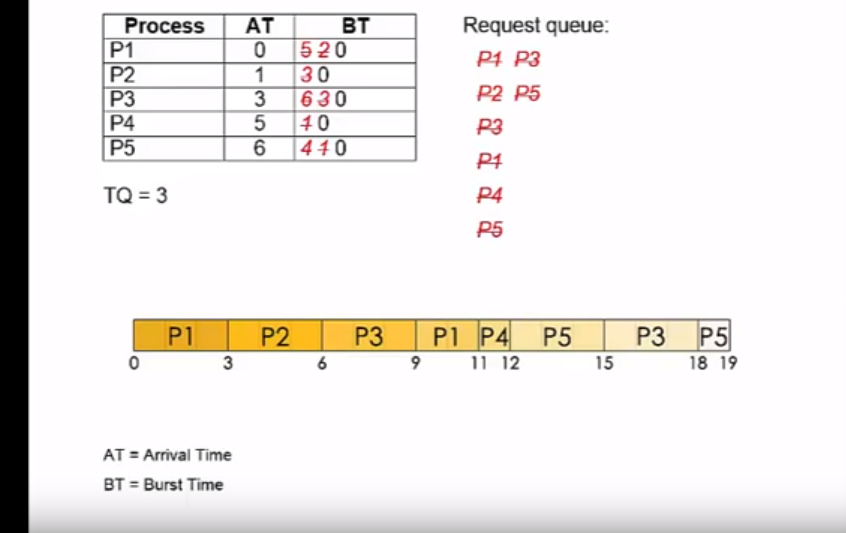 Process AT BT
P1 0 5 2 0
P2 1 3 0
P3 3 6 3 0
P4 5 1 0
P5 6 4 1 0
TQ = 3
Request queue:
P1 P3
P2 P5
P3
P1
P4
P5
P1 P2 P3 P1 P4 P5 P3 P5
0 3 6 9 11 12 15 18 19
AT = Arrival Time
BT = Burst Time